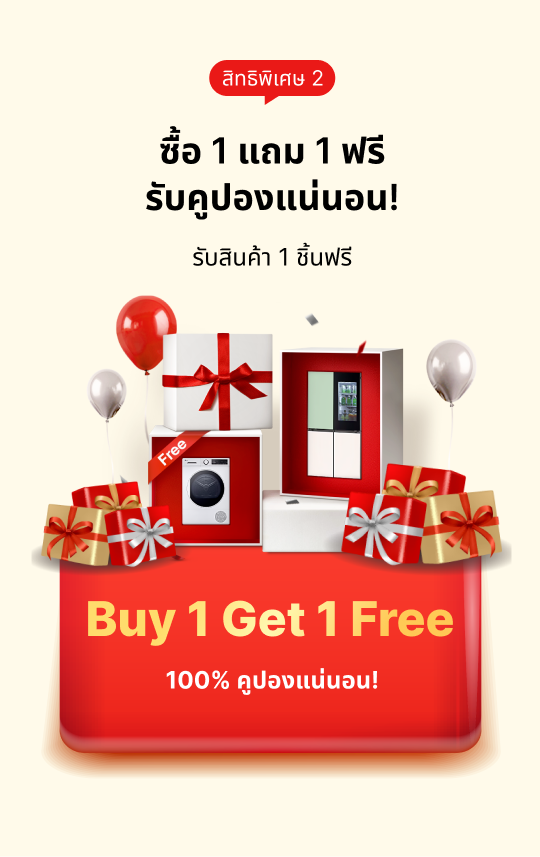 สิทธิพิเศษ 2
ซื้อ 1 แถม 1 ฟรี
รับคูปองแน่นอน!
รับสินค้า 1 ชิ้นฟรี
Free
Buy 1 Get 1 Free
100% คูปองแน่นอน!